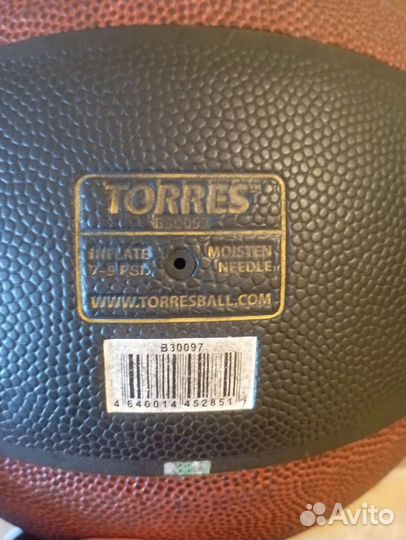 TORRES
B30097
INFLATE MOISTEN
7-9 PSI. NEEDLE
WWW.TORRESBALL.COM
B30097
4 640014 452851
Avito